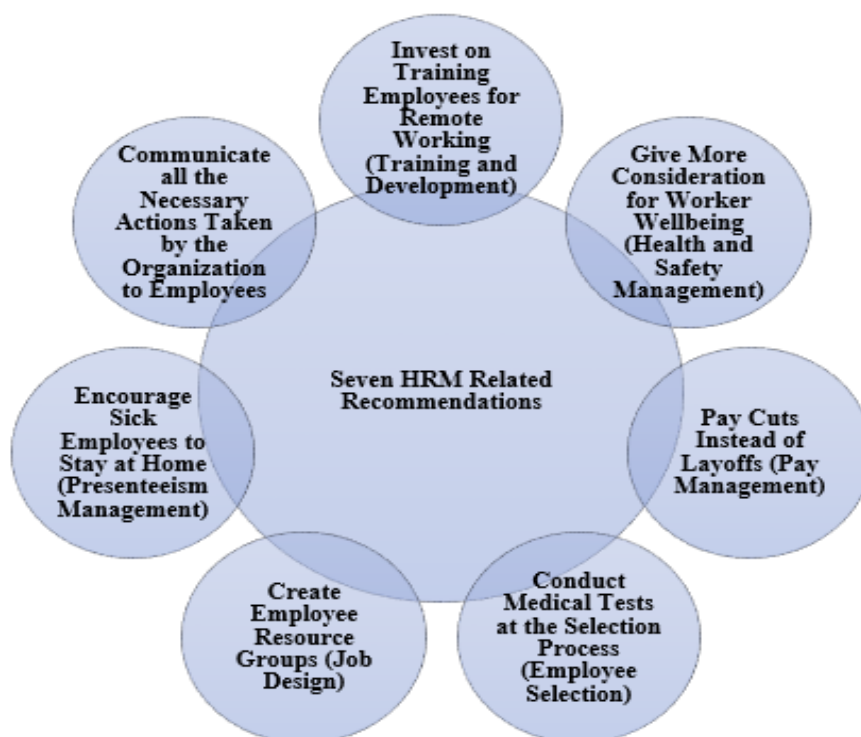 Invest on
Training
Employees for
Remote
Working
(Training and
Development)
Give More
Consideration
for Worker
Wellbeing
(Health and
Safety
Management)
Pay Cuts
Instead of
Layoffs (Pay
Management)
Conduct
Medical Tests
at the Selection
Process
(Employee
Selection)
Create
Employee
Resource
Groups (Job
Design)
Encourage
Sick
Employees to
Stay at Home
(Presenteeism
Management)
Communicate
all the
Necessary
Actions Taken
by the
Organization
to Employees
Seven HRM Related
Recommendations